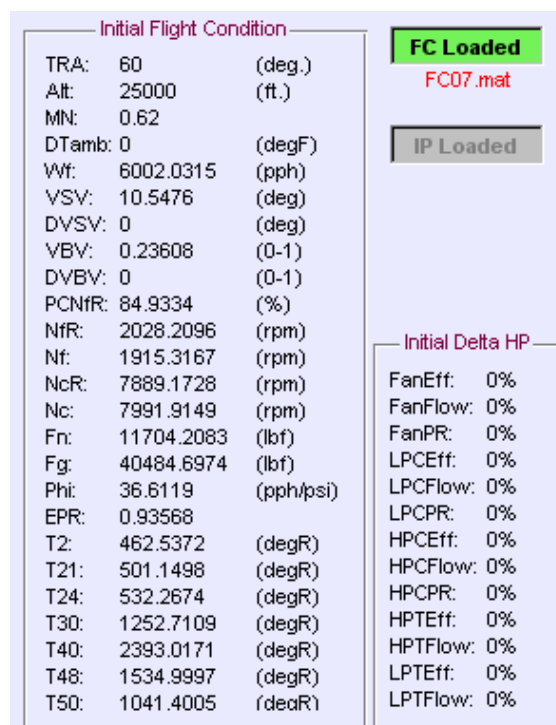 Initial Flight Condition
TRA: 60 (deg.)
Alt: 25000 (ft.)
MN: 0.62
DTamb: 0 (degF)
Wf: 6002.0315 (pph)
VSV: 10.5476 (deg)
DVSV: 0 (deg)
VBV: 0.23608 (0-1)
DVBV: 0 (0-1)
PCNfR: 84.9334 (%)
NfR: 2028.2096 (rpm)
Nf: 1915.3167 (rpm)
NcR: 7889.1728 (rpm)
Nc: 7991.9149 (rpm)
Fn: 11704.2083 (lbf)
Fg: 40484.6974 (lbf)
Phi: 36.6119 (pph/psi)
EPR: 0.93568
T2: 462.5372 (degR)
T21: 501.1498 (degR)
T24: 532.2674 (degR)
T30: 1252.7109 (degR)
T40: 2393.0171 (degR)
T48: 1534.9997 (degR)
T50: 1041.4005 (degR)
FC Loaded
FC07.mat
IP Loaded
Initial Delta HP
FanEff: 0%
FanFlow: 0%
FanPR: 0%
LPCEff: 0%
LPCFlow: 0%
LPCPR: 0%
HPCEff: 0%
HPCFlow: 0%
HPCPR: 0%
HPTEff: 0%
HPTFlow: 0%
LPTEff: 0%
LPTFlow: 0%